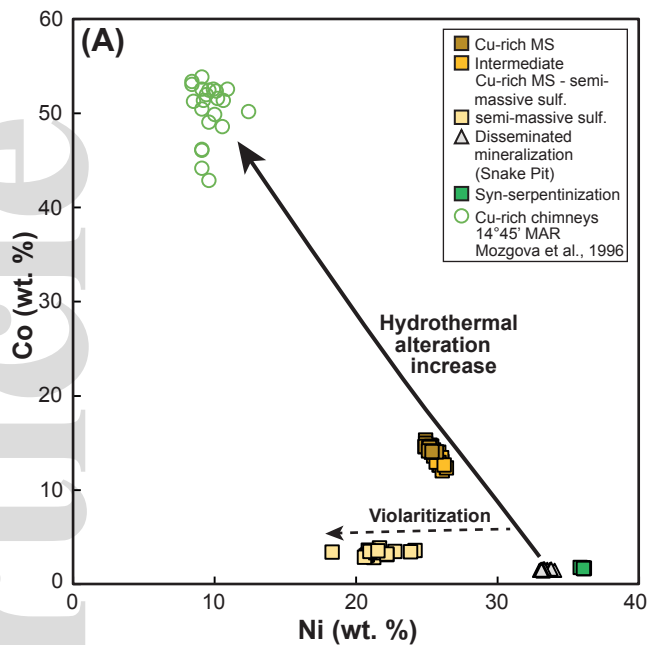 (A)
Cu-rich MS
Intermediate
Cu-rich MS - semi-
massive sulf.
semi-massive sulf.
Disseminated
mineralization
(Snake Pit)
Syn-serpentinization
Cu-rich chimneys
14°45' MAR
Mozgova et al., 1996
60
50
40
30
20
10
0
Co (wt. %)
Hydrothermal
alteration
increase
Violaritization
0
10
20
30
40
Ni (wt. %)